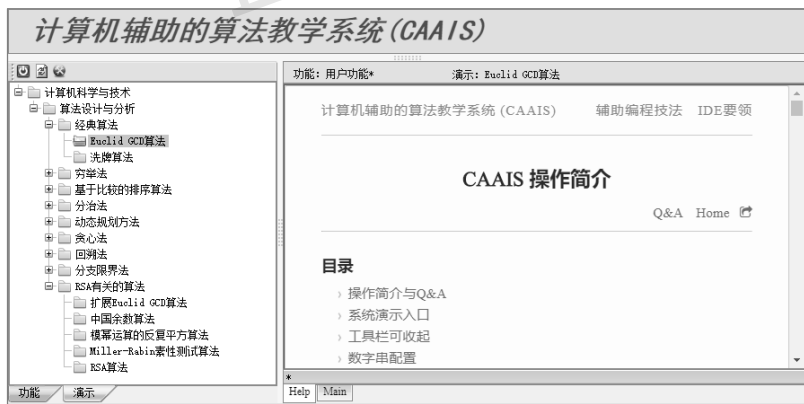 计算机辅助的算法教学系统(CAAIS)
计算机科学与技术
算法设计与分析
经典算法
Euclid GCD算法
洗牌算法
穷举法
基于比较的排序算法
分治法
动态规划方法
贪心法
回溯法
分支限界法
RSA有关的算法
扩展Euclid GCD算法
中国余数算法
模幂运算的反复平方算法
Miller-Rabin素性测试算法
RSA算法
功能 演示
功能: 用户功能* 演示: Euclid GCD算法
计算机辅助的算法教学系统 (CAAIS) 辅助编程技法 IDE要领
CAAIS 操作简介
Q&A Home
目录
操作简介与Q&A
系统演示入口
工具栏可收起
数字串配置
*
Help Main